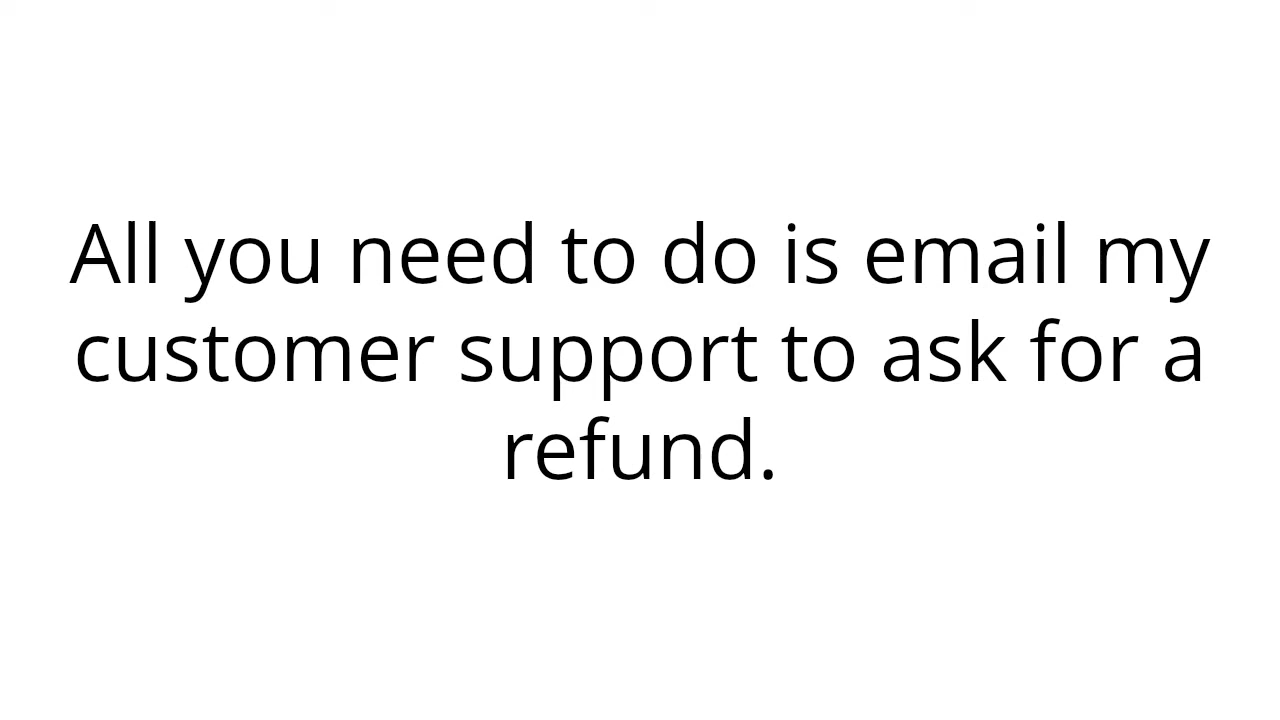 All you need to do is email my
customer support to ask for a
refund.